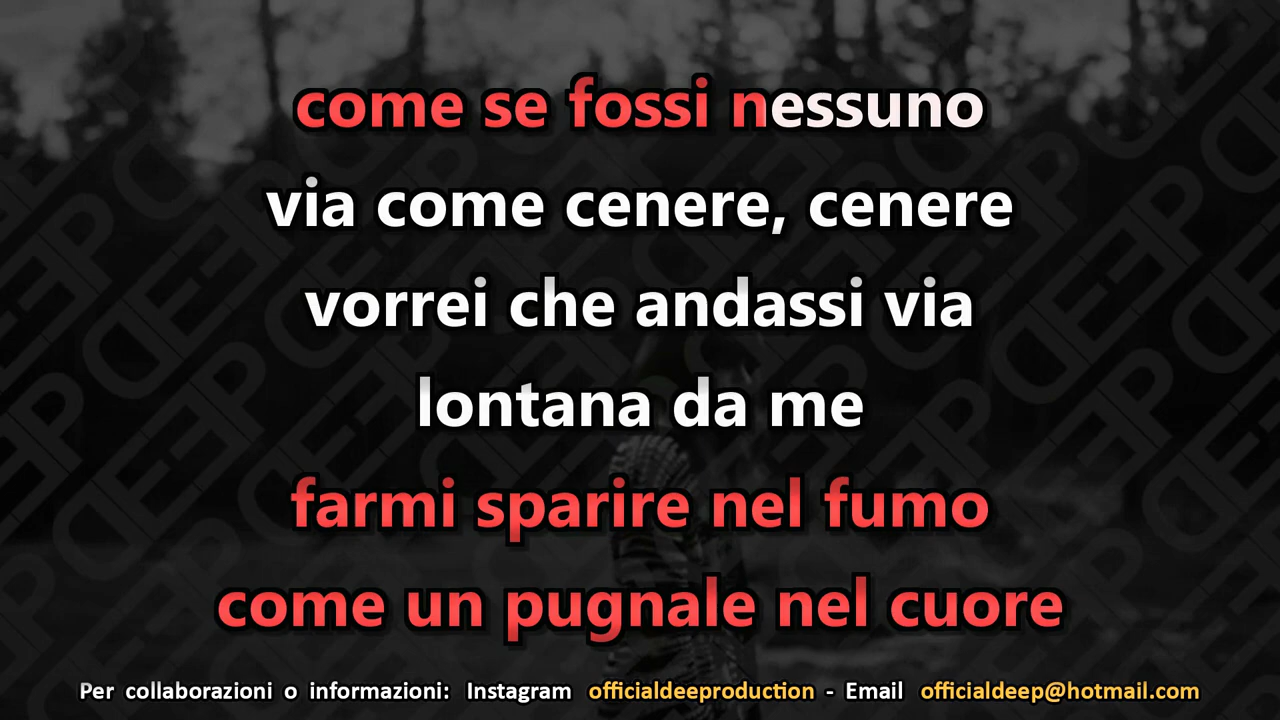 come se fossi nessuno
via come cenere, cenere
vorrei che andassi via
lontana da me
farmi sparire nel fumo
come un pugnale nel cuore
Per collaborazioni o informazioni: Instagram officialdeeproduction - Email officialdeep@hotmail.com